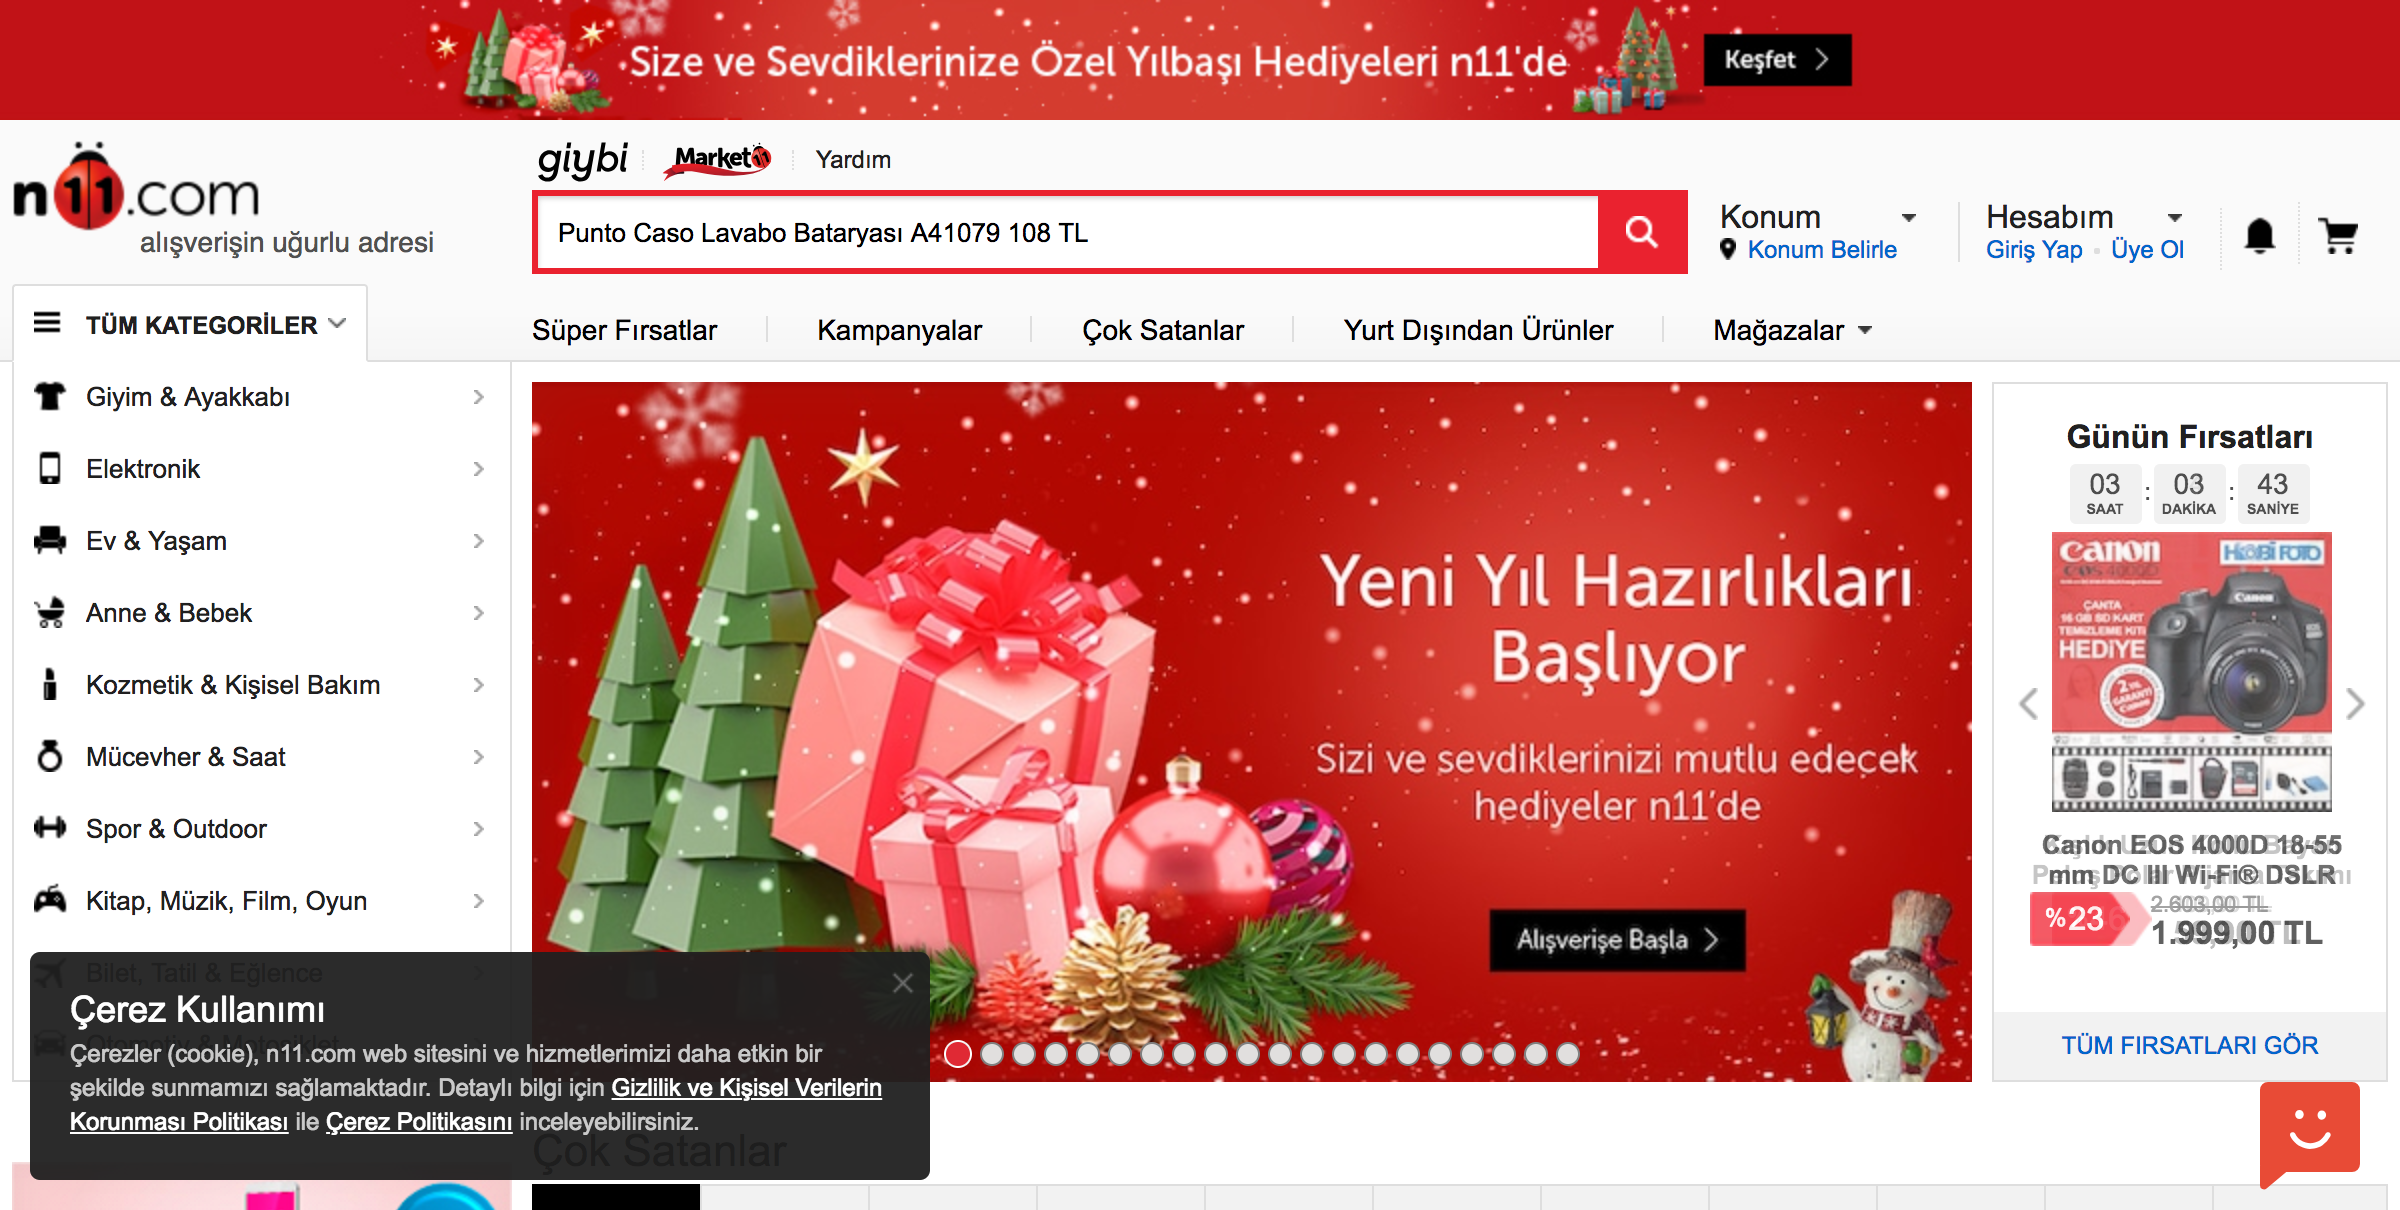 Size ve Sevdiklerinize Özel Yılbaşı Hediyeleri n11'de
Keşfet
n11.com
alışverişin uğurlu adresi
giybi
Market11
Yardım
Punto Caso Lavabo Bataryası A41079 108 TL
Konum
Konum Belirle
Hesabım
Giriş Yap
Üye Ol
TÜM KATEGORİLER
Süper Fırsatlar
Kampanyalar
Çok Satanlar
Yurt Dışından Ürünler
Mağazalar
Giyim & Ayakkabı
Elektronik
Ev & Yaşam
Anne & Bebek
Kozmetik & Kişisel Bakım
Mücevher & Saat
Spor & Outdoor
Kitap, Müzik, Film, Oyun
Bilet, Tatil & Eğlence
Otomotiv & Motosiklet
Çerez Kullanımı
Çerezler (cookie), n11.com web sitesini ve hizmetlerimizi daha etkin bir
şekilde sunmamızı sağlamaktadır. Detaylı bilgi için Gizlilik ve Kişisel Verilerin
Korunması Politikası ile Çerez Politikasını inceleyebilirsiniz.
Yeni Yıl Hazırlıkları
Başlıyor
Sizi ve sevdiklerinizi mutlu edecek
hediyeler n11'de
Alışverişe Başla
Günün Fırsatları
03 : 03 : 43
SAAT DAKİKA SANİYE
Canon
EOS 4000D
HOBİ FOTO
ÇANTA
16 GB SD KART
TEMİZLEME KITI
HEDİYE
Canon
Canon EOS 4000D 18-55
mm DC III Wi-Fi® DSLR
%23
2.603,00 TL
1.999,00 TL
TÜM FIRSATLARI GÖR
Çok Satanlar